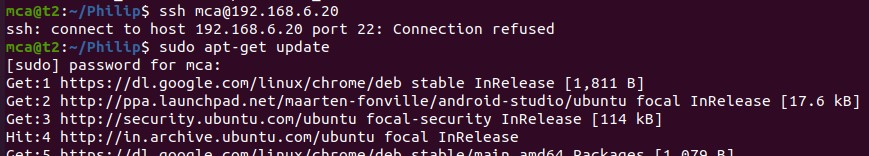 mca@t2:~/Philip$ ssh mca@192.168.6.20
ssh: connect to host 192.168.6.20 port 22: Connection refused
mca@t2:~/Philip$ sudo apt-get update
[sudo] password for mca:
Get:1 https://dl.google.com/linux/chrome/deb stable InRelease [1,811 B]
Get:2 http://ppa.launchpad.net/maarten-fonville/android-studio/ubuntu focal InRelease [17.6 kB]
Get:3 http://security.ubuntu.com/ubuntu focal-security InRelease [114 kB]
Hit:4 http://in.archive.ubuntu.com/ubuntu focal InRelease
Get:5 https://dl.google.com/linux/chrome/deb stable/main amd64 Packages [1,079 B]